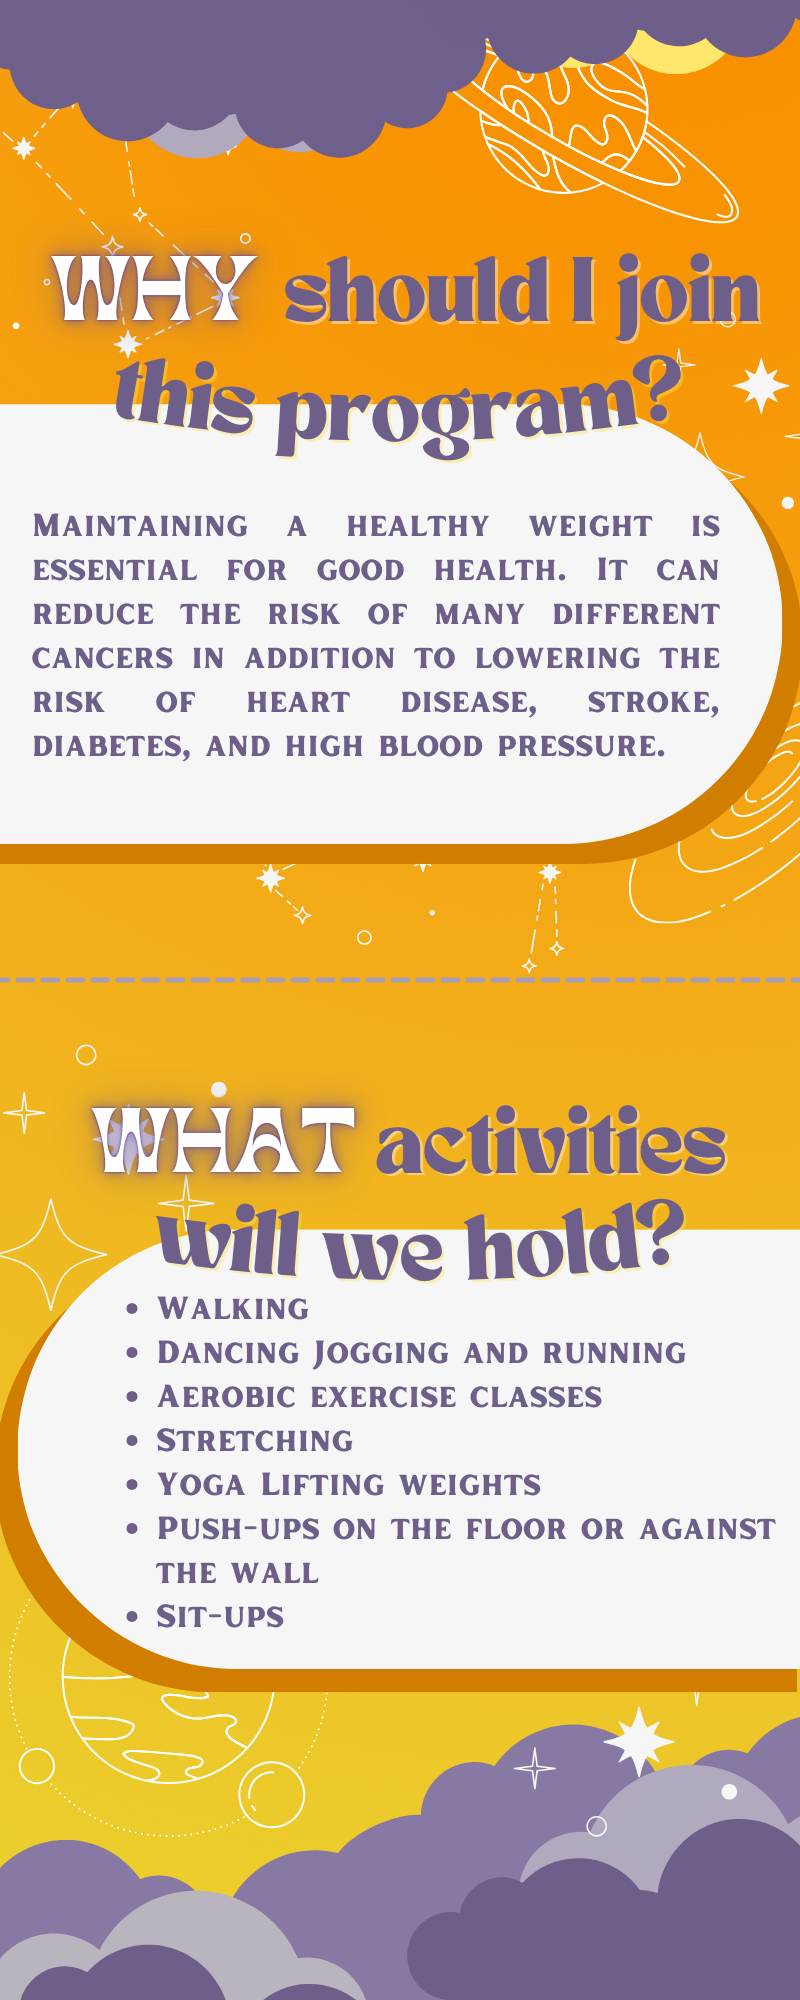 WHY should I join
this program?
Maintaining a healthy weight is
essential for good health. It can
reduce the risk of many different
cancers in addition to lowering the
risk of heart disease, stroke,
diabetes, and high blood pressure.
WHAT activities
will we hold?
• Walking
• Dancing Jogging and running
• Aerobic exercise classes
• Stretching
• Yoga Lifting weights
• Push-ups on the floor or against
the wall
• Sit-ups